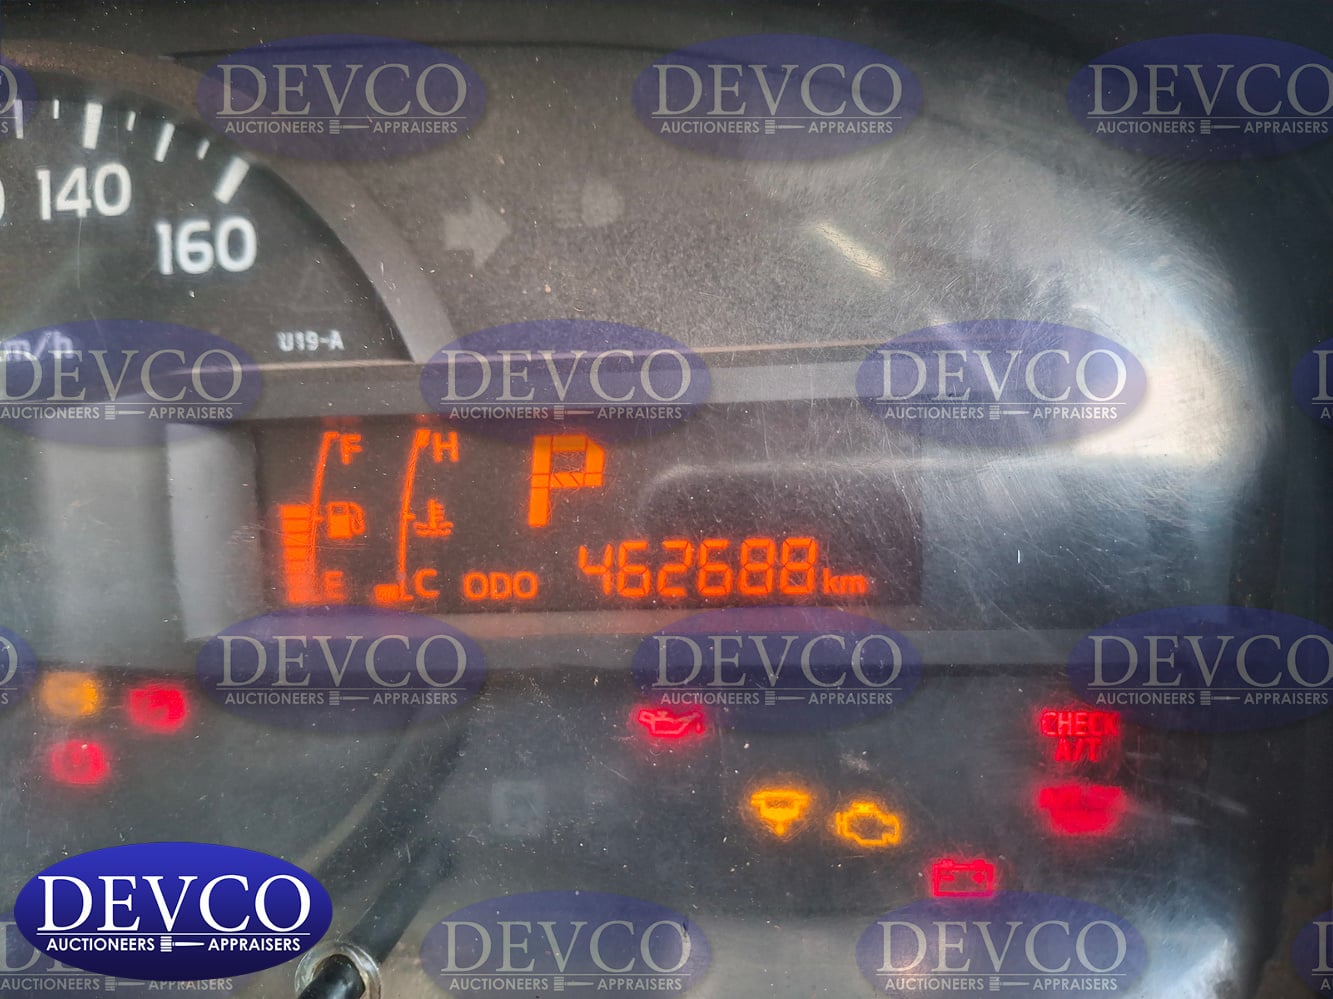 DEVCO
AUCTIONEERS APPRAISERS
DEVCO
AUCTIONEERS APPRAISERS
DEVCO
AUCTIONEERS APPRAISERS
140
160
km/h
U19-A
DEVCO
AUCTIONEERS APPRAISERS
DEVCO
AUCTIONEERS APPRAISERS
DEVCO
AUCTIONEERS APPRAISERS
F
H
P
E
C
ODO
462688 km
DEVCO
AUCTIONEERS APPRAISERS
DEVCO
AUCTIONEERS APPRAISERS
DEVCO
AUCTIONEERS APPRAISERS
CHECK
A/T
DEVCO
AUCTIONEERS APPRAISERS
DEVCO
AUCTIONEERS APPRAISERS
DEVCO
AUCTIONEERS APPRAISERS